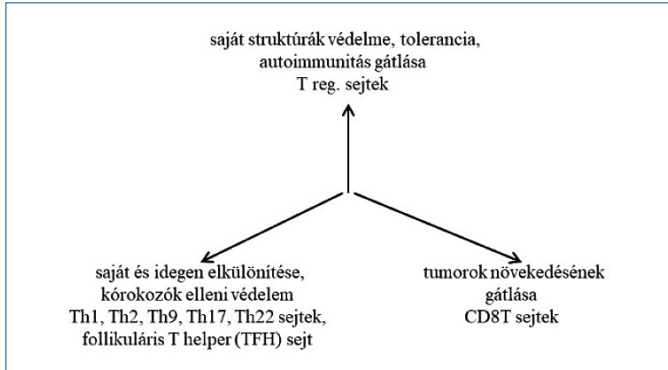 saját struktúrák védelme, tolerancia,
autoimmunitás gátlása
T reg. sejtek
saját és idegen elkülönítése,
kórokozók elleni védelem
Th1, Th2, Th9, Th17, Th22 sejtek,
follikuláris T helper (TFH) sejt
tumorok növekedésének
gátlása
CD8T sejtek